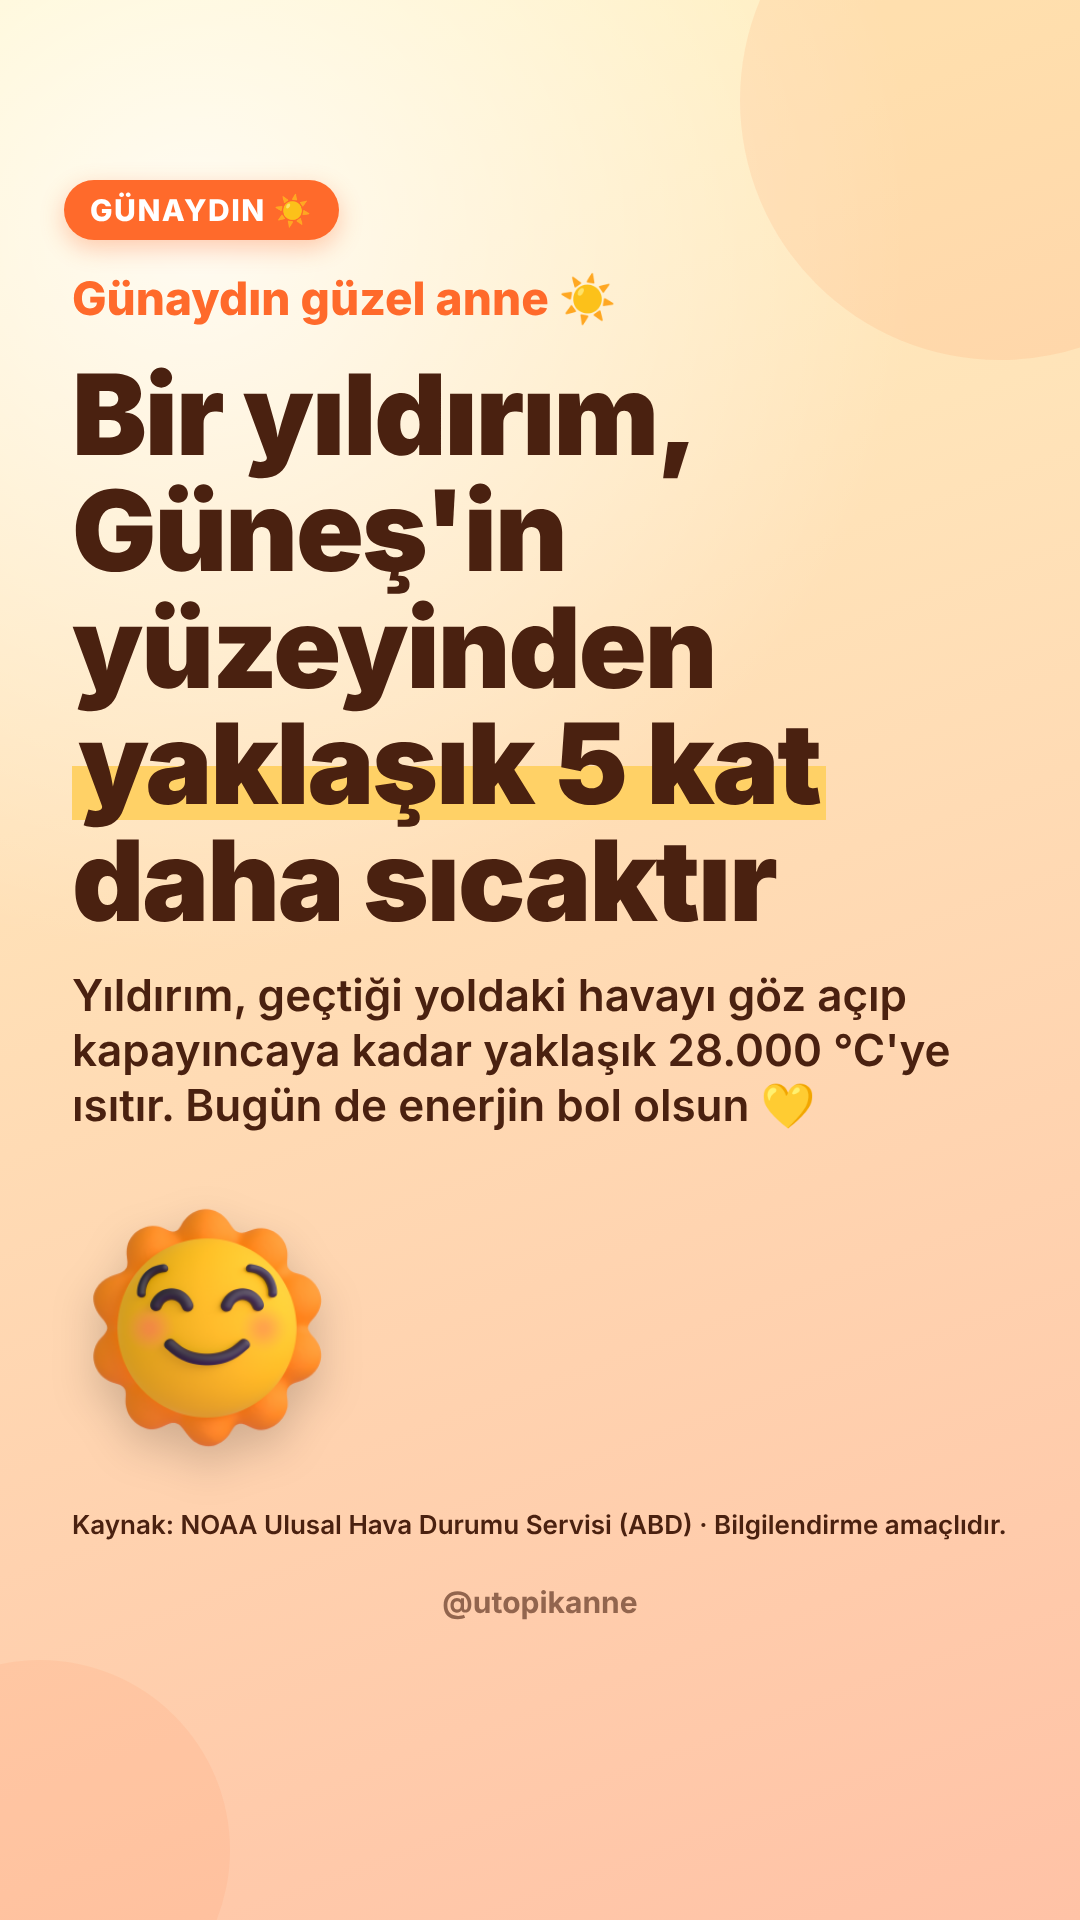 GÜNAYDIN ☀️
Günaydın güzel anne ☀️
Bir yıldırım,
Güneş'in
yüzeyinden
yaklaşık 5 kat
daha sıcaktır
Yıldırım, geçtiği yoldaki havayı göz açıp
kapayıncaya kadar yaklaşık 28.000 °C'ye
ısıtır. Bugün de enerjin bol olsun 💛
Kaynak: NOAA Ulusal Hava Durumu Servisi (ABD) · Bilgilendirme amaçlıdır.
@utopikanne